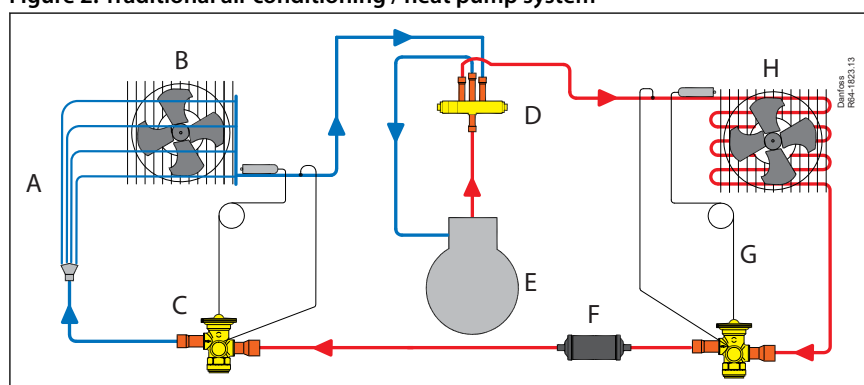 Figure 2: Traditional air conditioning / heat pump system
B
H
Danfoss
R64-1823.13
D
A
G
E
C
F